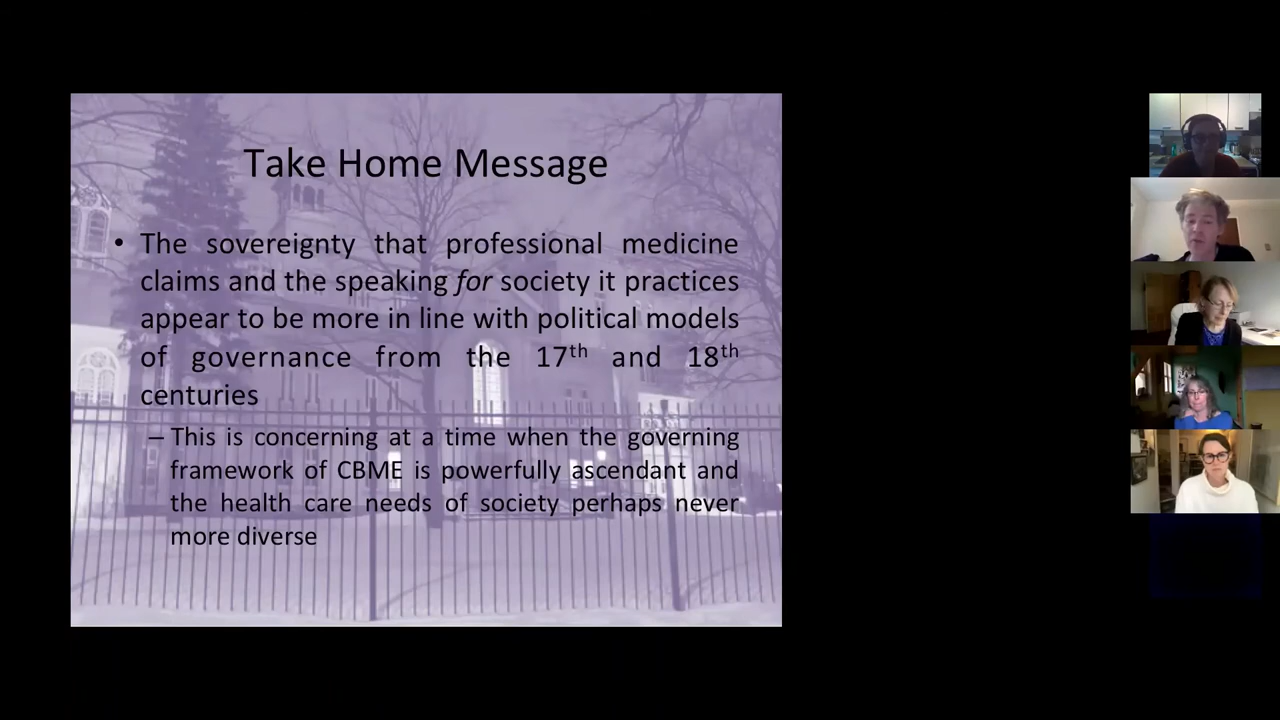 Take Home Message
• The sovereignty that professional medicine
claims and the speaking for society it practices
appear to be more in line with political models
of governance from the 17th and 18th
centuries
– This is concerning at a time when the governing
framework of CBME is powerfully ascendant and
the health care needs of society perhaps never
more diverse